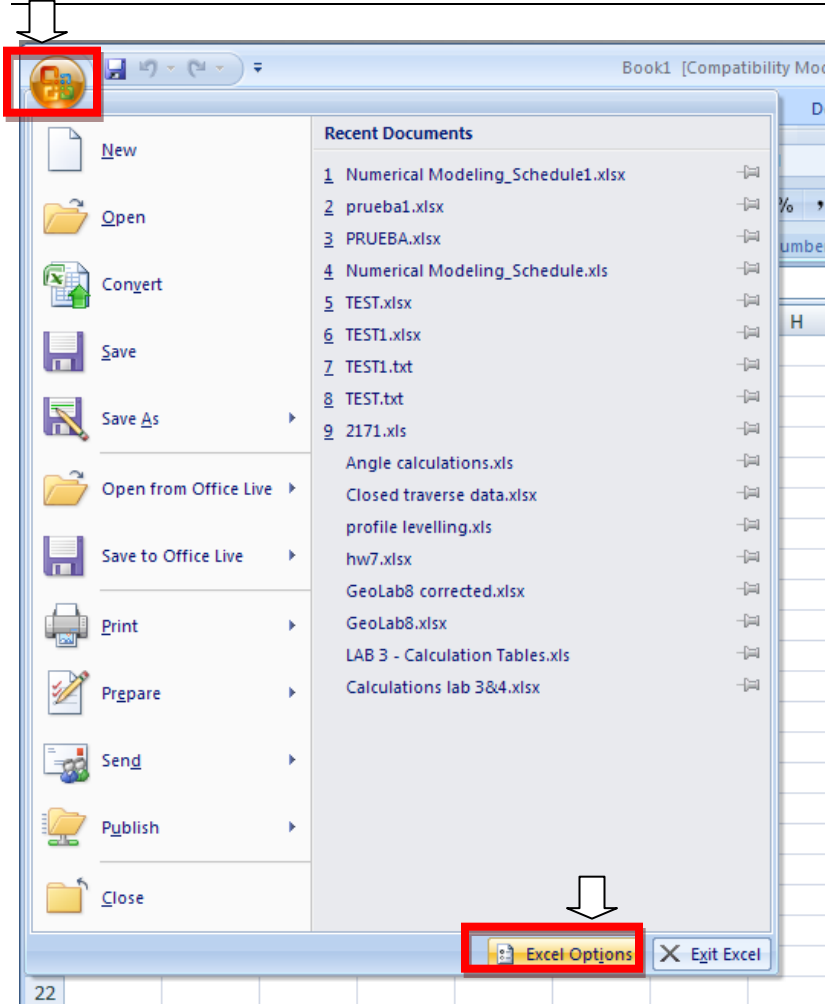 Book1 [Compatibility Mod
D
New
Open
Convert
Save
Save As
Open from Office Live
Save to Office Live
Print
Prepare
Send
Publish
Close
Recent Documents
1 Numerical Modeling_Schedule1.xlsx
2 prueba1.xlsx
3 PRUEBA.xlsx
4 Numerical Modeling_Schedule.xls
5 TEST.xlsx
6 TEST1.xlsx
7 TEST1.txt
8 TEST.txt
9 2171.xls
Angle calculations.xls
Closed traverse data.xlsx
profile levelling.xls
hw7.xlsx
GeoLab8 corrected.xlsx
GeoLab8.xlsx
LAB 3 - Calculation Tables.xls
Calculations lab 3&4.xlsx
% ,
umbe
H
Excel Options
Exit Excel
22